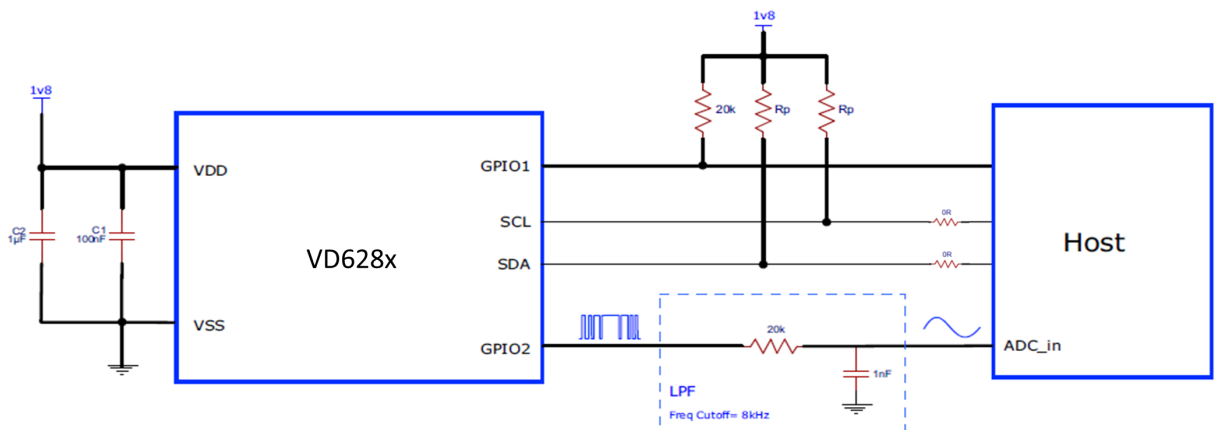 1v8
1v8
20k
Rp
Rp
VDD
GPIO1
C2
1µF
C1
100nF
SCL
0R
Host
VD628x
SDA
0R
VSS
20k
GPIO2
ADC_in
1nF
LPF
Freq Cutoff= 8kHz